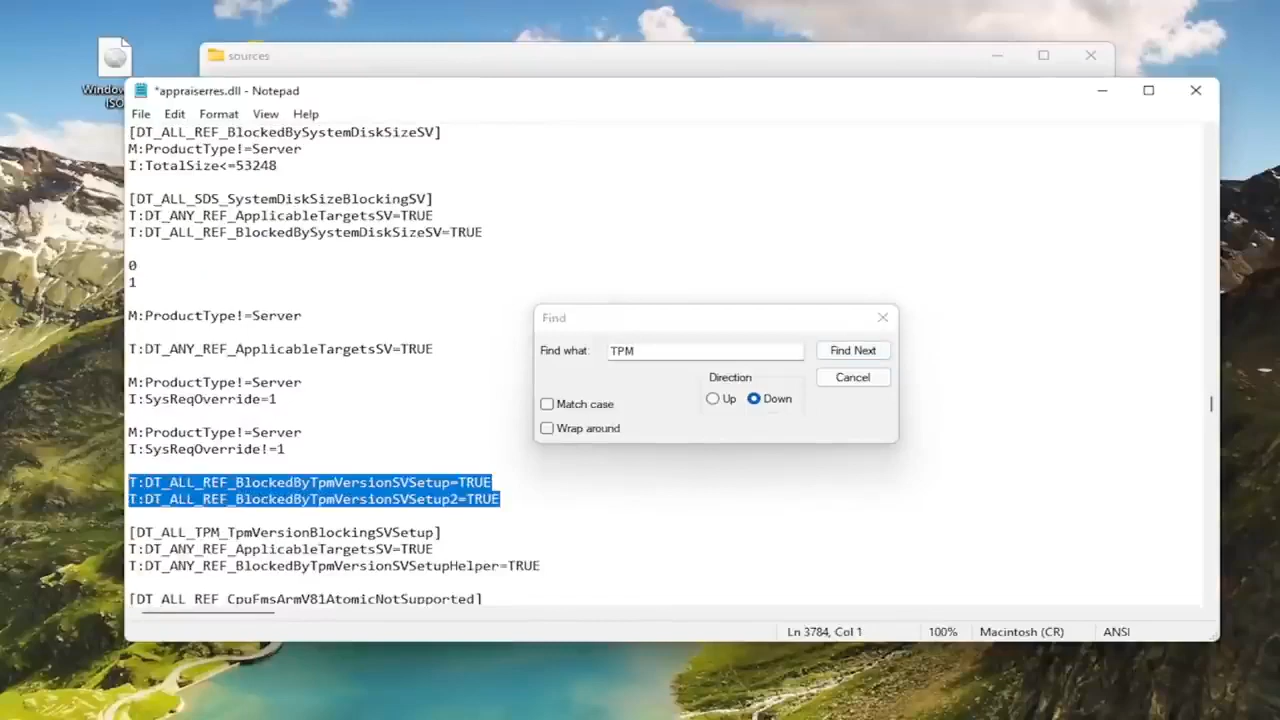 sources
Windows
ISO
*appraiserres.dll - Notepad
File Edit Format View Help
[DT_ALL_REF_BlockedBySystemDiskSizeSV]
M:ProductType!=Server
I:TotalSize<=53248
[DT_ALL_SDS_SystemDiskSizeBlockingSV]
T:DT_ANY_REF_ApplicableTargetsSV=TRUE
T:DT_ALL_REF_BlockedBySystemDiskSizeSV=TRUE
0
1
M:ProductType!=Server
T:DT_ANY_REF_ApplicableTargetsSV=TRUE
M:ProductType!=Server
I:SysReqOverride=1
M:ProductType!=Server
I:SysReqOverride!=1
T:DT_ALL_REF_BlockedByTpmVersionSVSetup=TRUE
T:DT_ALL_REF_BlockedByTpmVersionSVSetup2=TRUE
[DT_ALL_TPM_TpmVersionBlockingSVSetup]
T:DT_ANY_REF_ApplicableTargetsSV=TRUE
T:DT_ANY_REF_BlockedByTpmVersionSVSetupHelper=TRUE
[DT_ALL_REF_CpuFmsArmV81AtomicNotSupported]
Find
Find what: TPM Find Next
Direction Cancel
Up Down
Match case
Wrap around
Ln 3784, Col 1 100% Macintosh (CR) ANSI